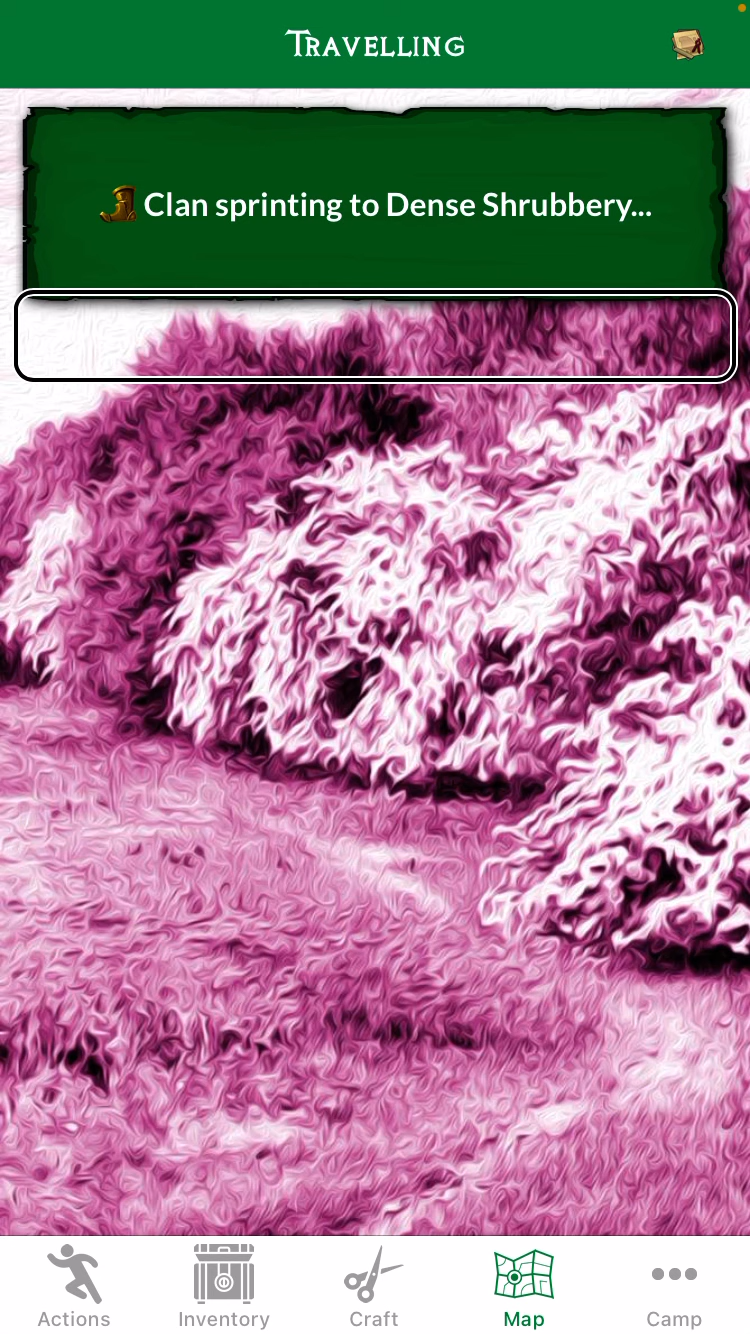 Travelling
Clan sprinting to Dense Shrubbery...
Actions
Inventory
Craft
Map
Camp